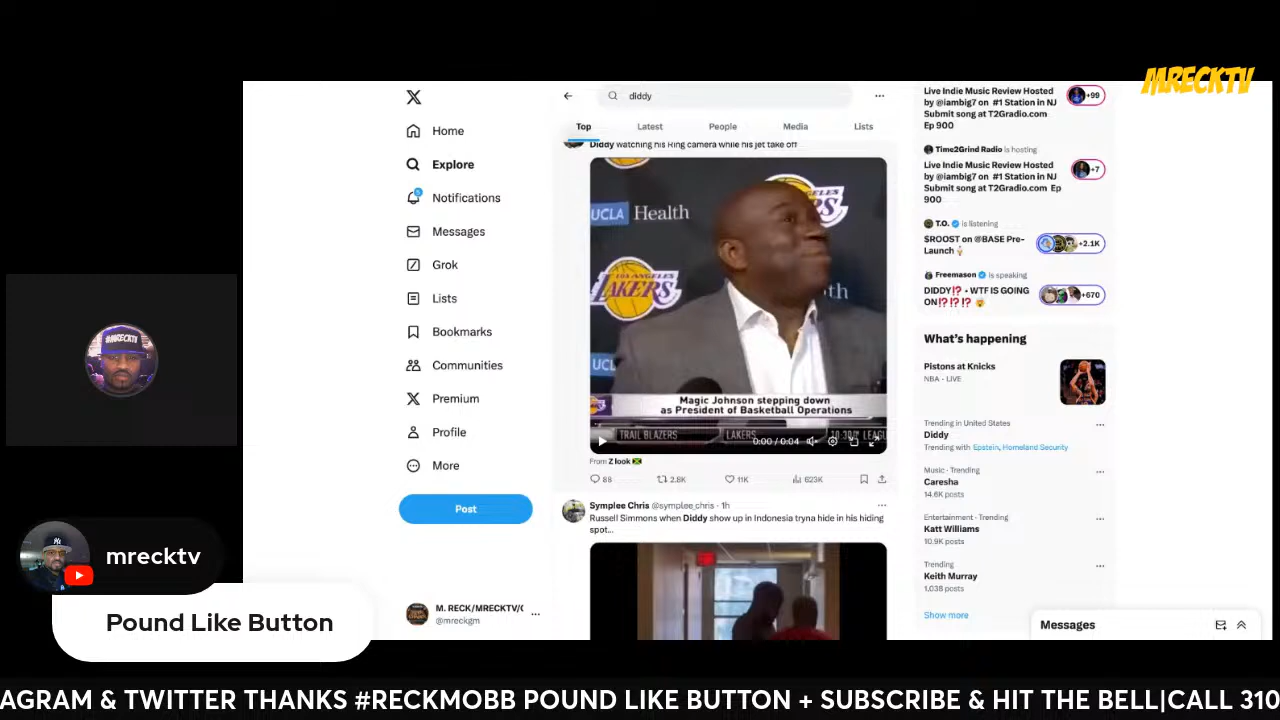 MRECKTV
diddy
Top
Latest
People
Media
Lists
Home
Explore
Notifications
Messages
Grok
Lists
Bookmarks
Communities
Premium
Profile
More
Post
M. RECK/MRECKTV/(
@mreckgm
Diddy watching his Ring camera while his jet take off
UCLA Health
LOS ANGELES
LAKERS
Magic Johnson stepping down
as President of Basketball Operations
TRAIL BLAZERS
LAKERS
0:00 / 0:04
From Z look
88
2.8K
11K
623K
Symplee Chris @symplee_chris · 1h
Russell Simmons when Diddy show up in Indonesia tryna hide in his hiding
spot...
Live Indie Music Review Hosted
by @iambig7 on #1 Station in NJ
Submit song at T2Gradio.com
Ep 900
+99
Time2Grind Radio is hosting
Live Indie Music Review Hosted
by @iambig7 on #1 Station in NJ
Submit song at T2Gradio.com Ep
900
+7
T.O. is listening
$ROOST on @BASE Pre-
Launch
+2.1K
Freemason is speaking
DIDDY⁉️ • WTF IS GOING
ON⁉️⁉️⁉️
+670
What's happening
Pistons at Knicks
NBA · LIVE
Trending in United States
Diddy
Trending with Epstein, Homeland Security
Music · Trending
Caresha
14.6K posts
Entertainment · Trending
Katt Williams
10.9K posts
Trending
Keith Murray
1,038 posts
Show more
Messages
#MRECKTV
mrecktv
Pound Like Button
AGRAM & TWITTER THANKS #RECKMOBB POUND LIKE BUTTON + SUBSCRIBE & HIT THE BELL|CALL 310